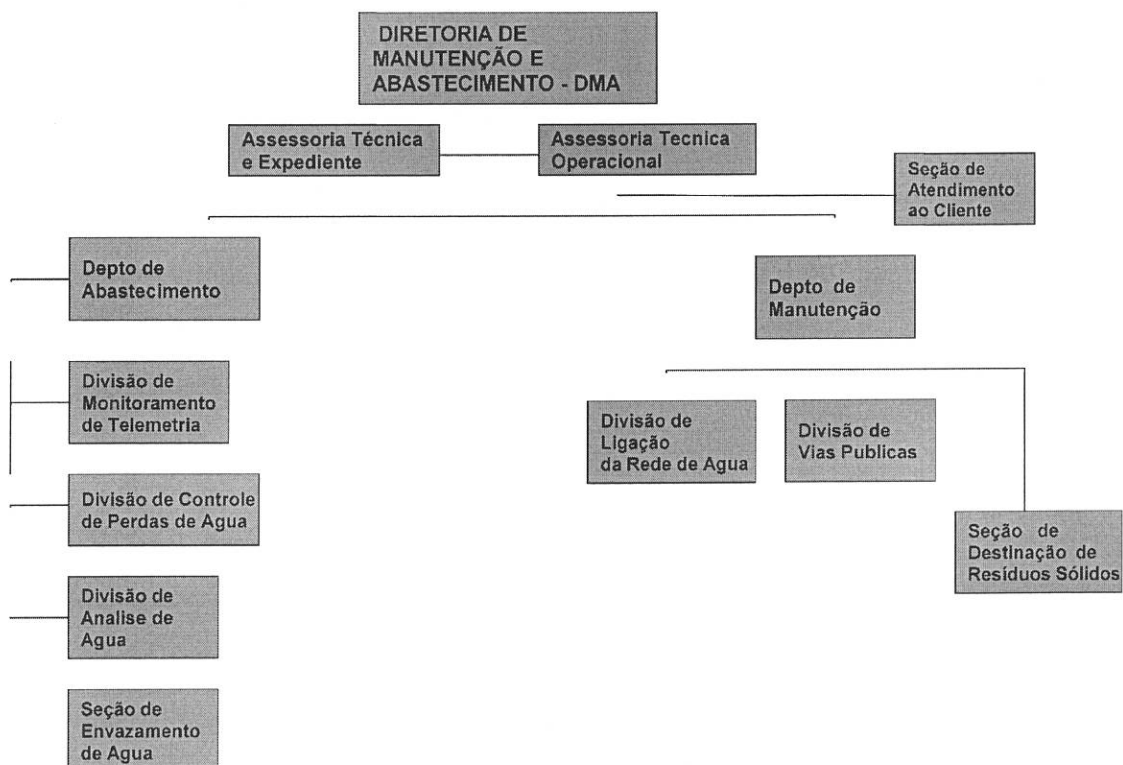 DIRETORIA DE
MANUTENÇÃO E
ABASTECIMENTO - DMA
Assessoria Técnica
e Expediente
Assessoria Tecnica
Operacional
Seção de
Atendimento
ao Cliente
Depto de
Abastecimento
Depto de
Manutenção
Divisão de
Monitoramento
de Telemetria
Divisão de
Ligação
da Rede de Agua
Divisão de
Vias Publicas
Divisão de Controle
de Perdas de Agua
Seção de
Destinação de
Resíduos Sólidos
Divisão de
Analise de
Agua
Seção de
Envazamento
de Agua